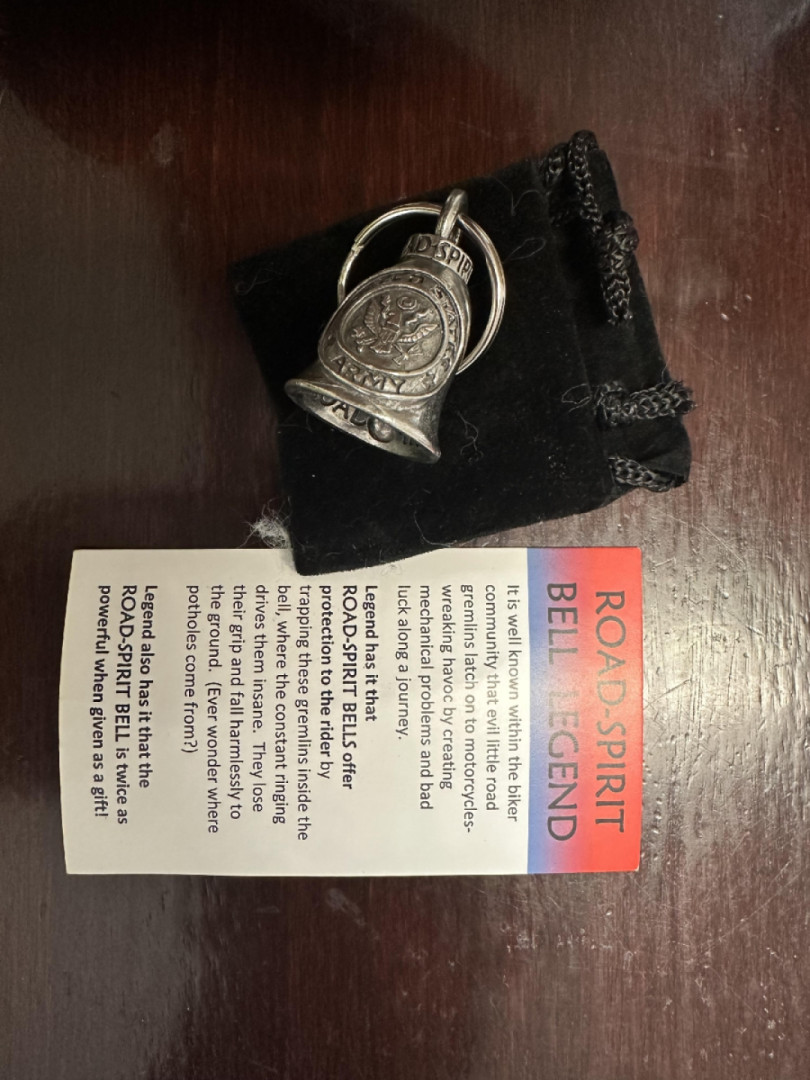 AD-SPIRI
STATES
ARMY
ROAD-SPIRIT
BELL LEGEND
It is well known within the biker
community that evil little road
gremlins latch on to motorcycles-
wreaking havoc by creating
mechanical problems and bad
luck along a journey.
Legend has it that
ROAD-SPIRIT BELLS offer
protection to the rider by
trapping these gremlins inside the
bell, where the constant ringing
drives them insane. They lose
their grip and fall harmlessly to
the ground. (Ever wonder where
potholes come from?)
Legend also has it that the
ROAD-SPIRIT BELL is twice as
powerful when given as a gift!